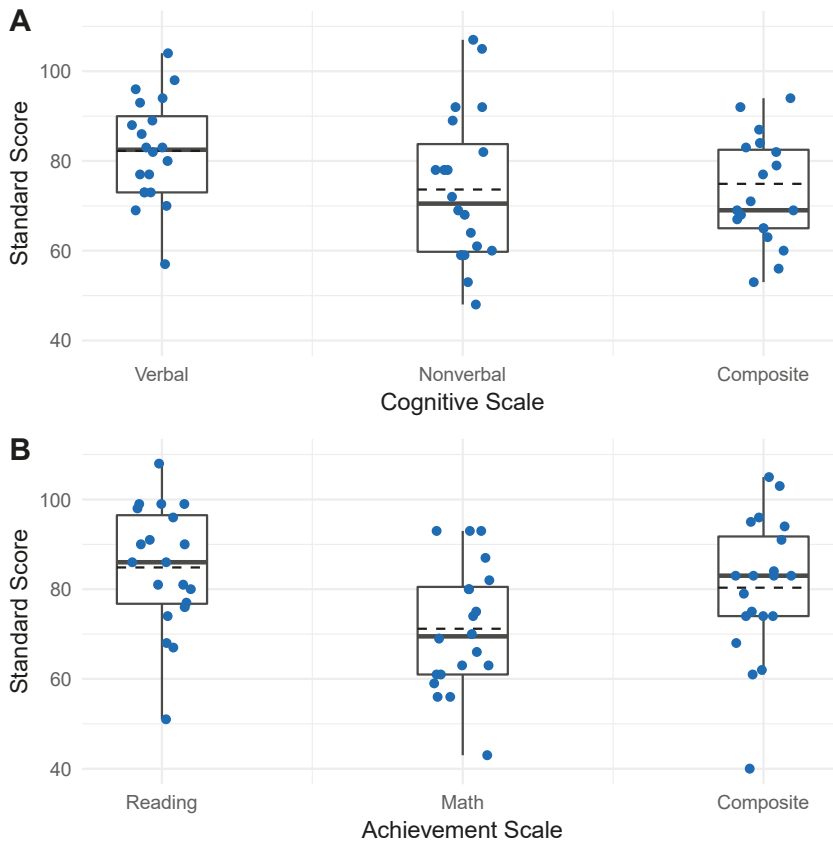 A
Standard Score
100
80
60
40
Verbal Nonverbal Composite
Cognitive Scale
B
Standard Score
100
80
60
40
Reading Math Composite
Achievement Scale